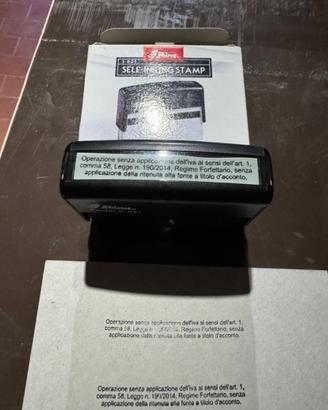 Shiny
SELF-INKING STAMP
Operazione senza applicazione dell'iva ai sensi dell'art. 1,
comma 58, Legge n. 190/2014, Regime Forfettario, senza
applicazione della ritenuta alla fonte a titolo d'acconto.
Shiny
Operazione senza applicazione dell'iva ai sensi dell'art. 1,
comma 58, Legge n. 190/2014, Regime Forfettario, senza
applicazione della ritenuta alla fonte a titolo d'acconto.
Operazione senza applicazione dell'iva ai sensi dell'art. 1,
comma 58, Legge n. 190/2014, Regime Forfettario, senza
applicazione della ritenuta alla fonte a titolo d'acconto.